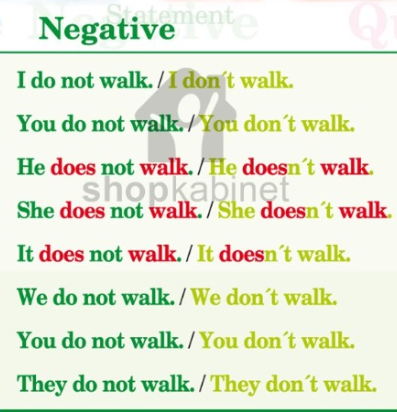 Statement
Negative
I do not walk. / I don´t walk.
You do not walk. / You don´t walk.
He does not walk. / He doesn´t walk.
shopkabinet
She does not walk. / She doesn´t walk.
It does not walk. / It doesn´t walk.
We do not walk. / We don´t walk.
You do not walk. / You don´t walk.
They do not walk. / They don´t walk.